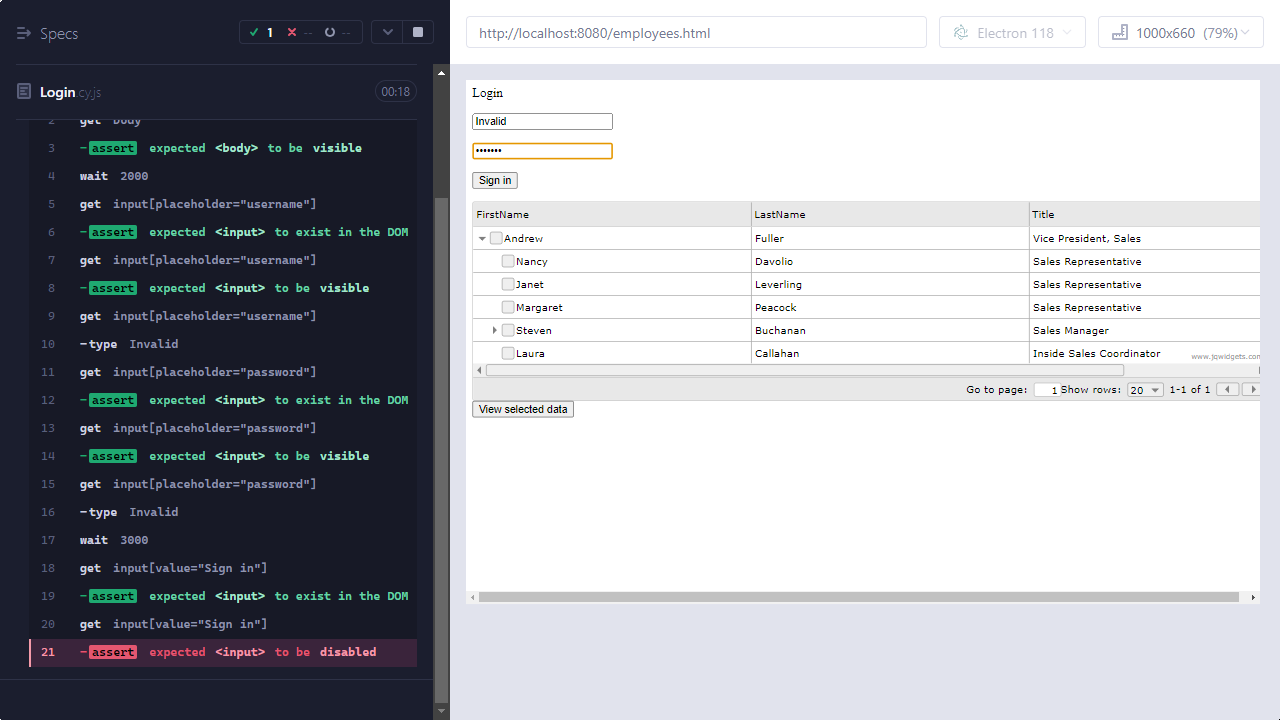 Specs
1
--
--
Login.cy.js
00:18
2 get body
3 -assert expected <body> to be visible
4 wait 2000
5 get input[placeholder="username"]
6 -assert expected <input> to exist in the DOM
7 get input[placeholder="username"]
8 -assert expected <input> to be visible
9 get input[placeholder="username"]
10 -type Invalid
11 get input[placeholder="password"]
12 -assert expected <input> to exist in the DOM
13 get input[placeholder="password"]
14 -assert expected <input> to be visible
15 get input[placeholder="password"]
16 -type Invalid
17 wait 3000
18 get input[value="Sign in"]
19 -assert expected <input> to exist in the DOM
20 get input[value="Sign in"]
21 -assert expected <input> to be disabled
http://localhost:8080/employees.html
Electron 118
1000x660 (79%)
Login
Invalid
•••••••
Sign in
FirstName LastName Title
Andrew Fuller Vice President, Sales
Nancy Davolio Sales Representative
Janet Leverling Sales Representative
Margaret Peacock Sales Representative
Steven Buchanan Sales Manager
Laura Callahan Inside Sales Coordinator
www.jqwidgets.com
Go to page: 1 Show rows: 20 1-1 of 1
View selected data